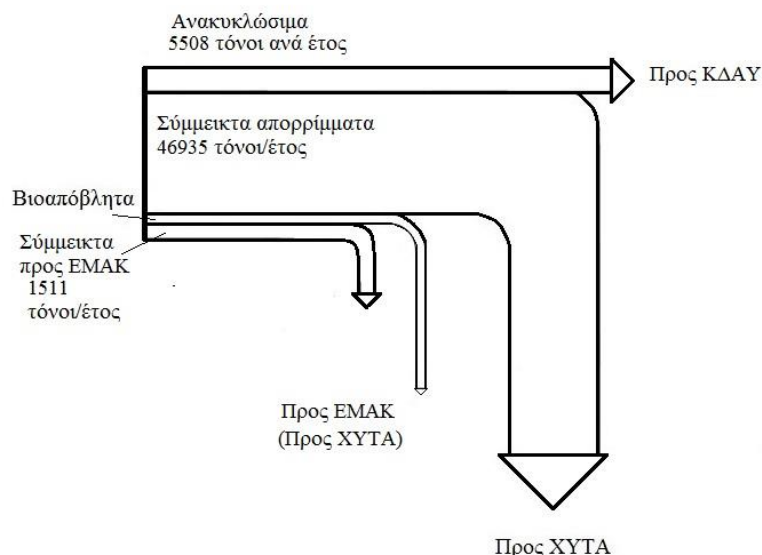 Ανακυκλώσιμα
5508 τόνοι ανά έτος
Προς ΚΔΑΥ
Σύμμεικτα απορρίμματα
46935 τόνοι/έτος
Βιοαπόβλητα
Σύμμεικτα
προς ΕΜΑΚ
1511
τόνοι/έτος
Προς ΕΜΑΚ
(Προς ΧΥΤΑ)
Προς ΧΥΤΑ